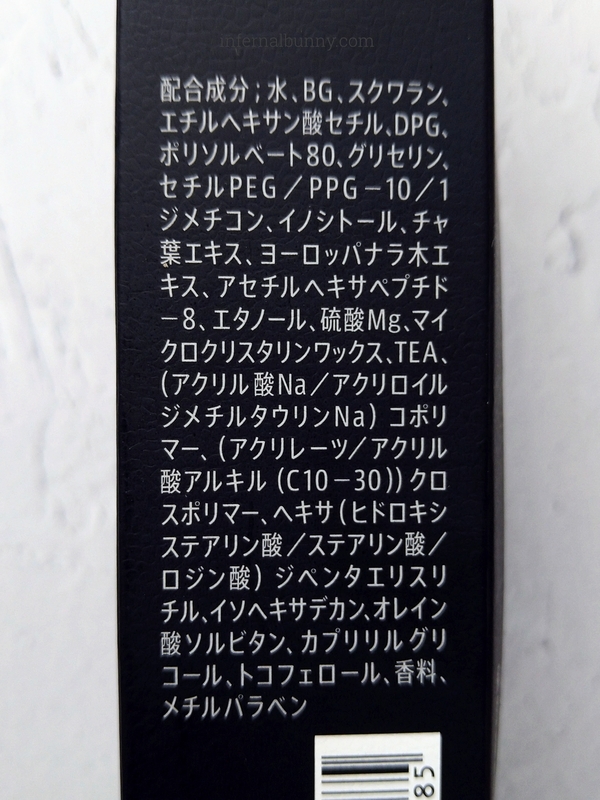 internalbunny.com
配合成分；水、BG、スクワラン、
エチルヘキサン酸セチル、DPG、
ポリソルベート80、グリセリン、
セチルPEG／PPG－10／1
ジメチコン、イノシトール、チャ
葉エキス、ヨーロッパナラ木エ
キス、アセチルヘキサペプチド
－8、エタノール、硫酸Mg、マイ
クロクリスタリンワックス、TEA、
(アクリル酸Na／アクリロイル
ジメチルタウリンNa) コポリ
マー、(アクリレーツ／アクリル
酸アルキル (C10－30)) クロ
スポリマー、ヘキサ(ヒドロキシ
ステアリン酸／ステアリン酸／
ロジン酸) ジペンタエリスリ
チル、イソヘキサデカン、オレイン
酸ソルビタン、カプリリルグリ
コール、トコフェロール、香料、
メチルパラベン
85